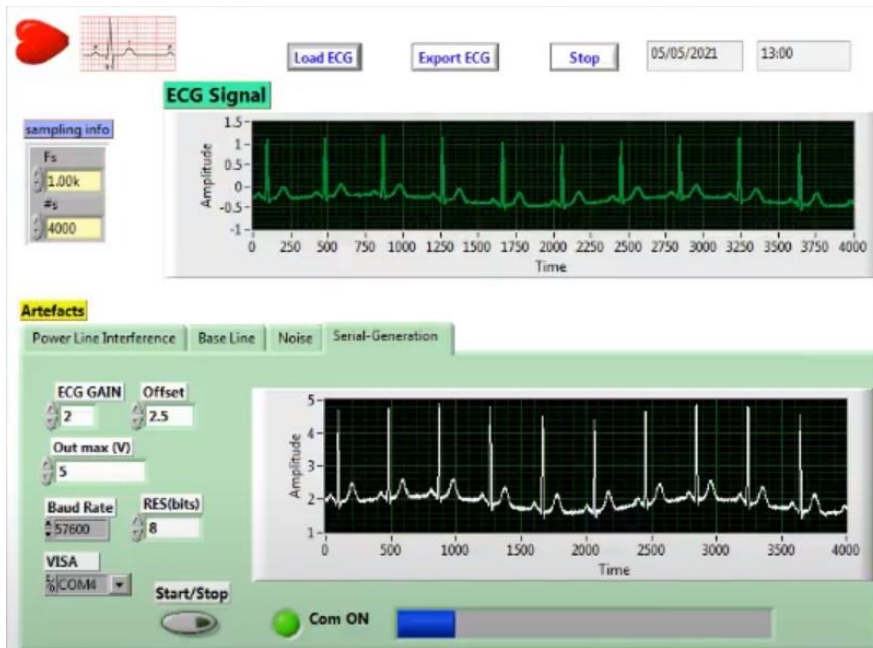 Load ECG
Export ECG
Stop
05/05/2021
13:00
ECG Signal
sampling info
Fs
1.00k
#s
4000
Amplitude
1.5
1
0.5
0
-0.5
-1
0 250 500 750 1000 1250 1500 1750 2000 2250 2500 2750 3000 3250 3500 3750 4000
Time
Artefacts
Power Line Interference
Base Line
Noise
Serial-Generation
ECG GAIN
2
Offset
2.5
Out max (V)
5
Baud Rate
57600
RES(bits)
8
VISA
COM4
Start/Stop
Amplitude
5
4
3
2
1
0 500 1000 1500 2000 2500 3000 3500 4000
Time
Com ON